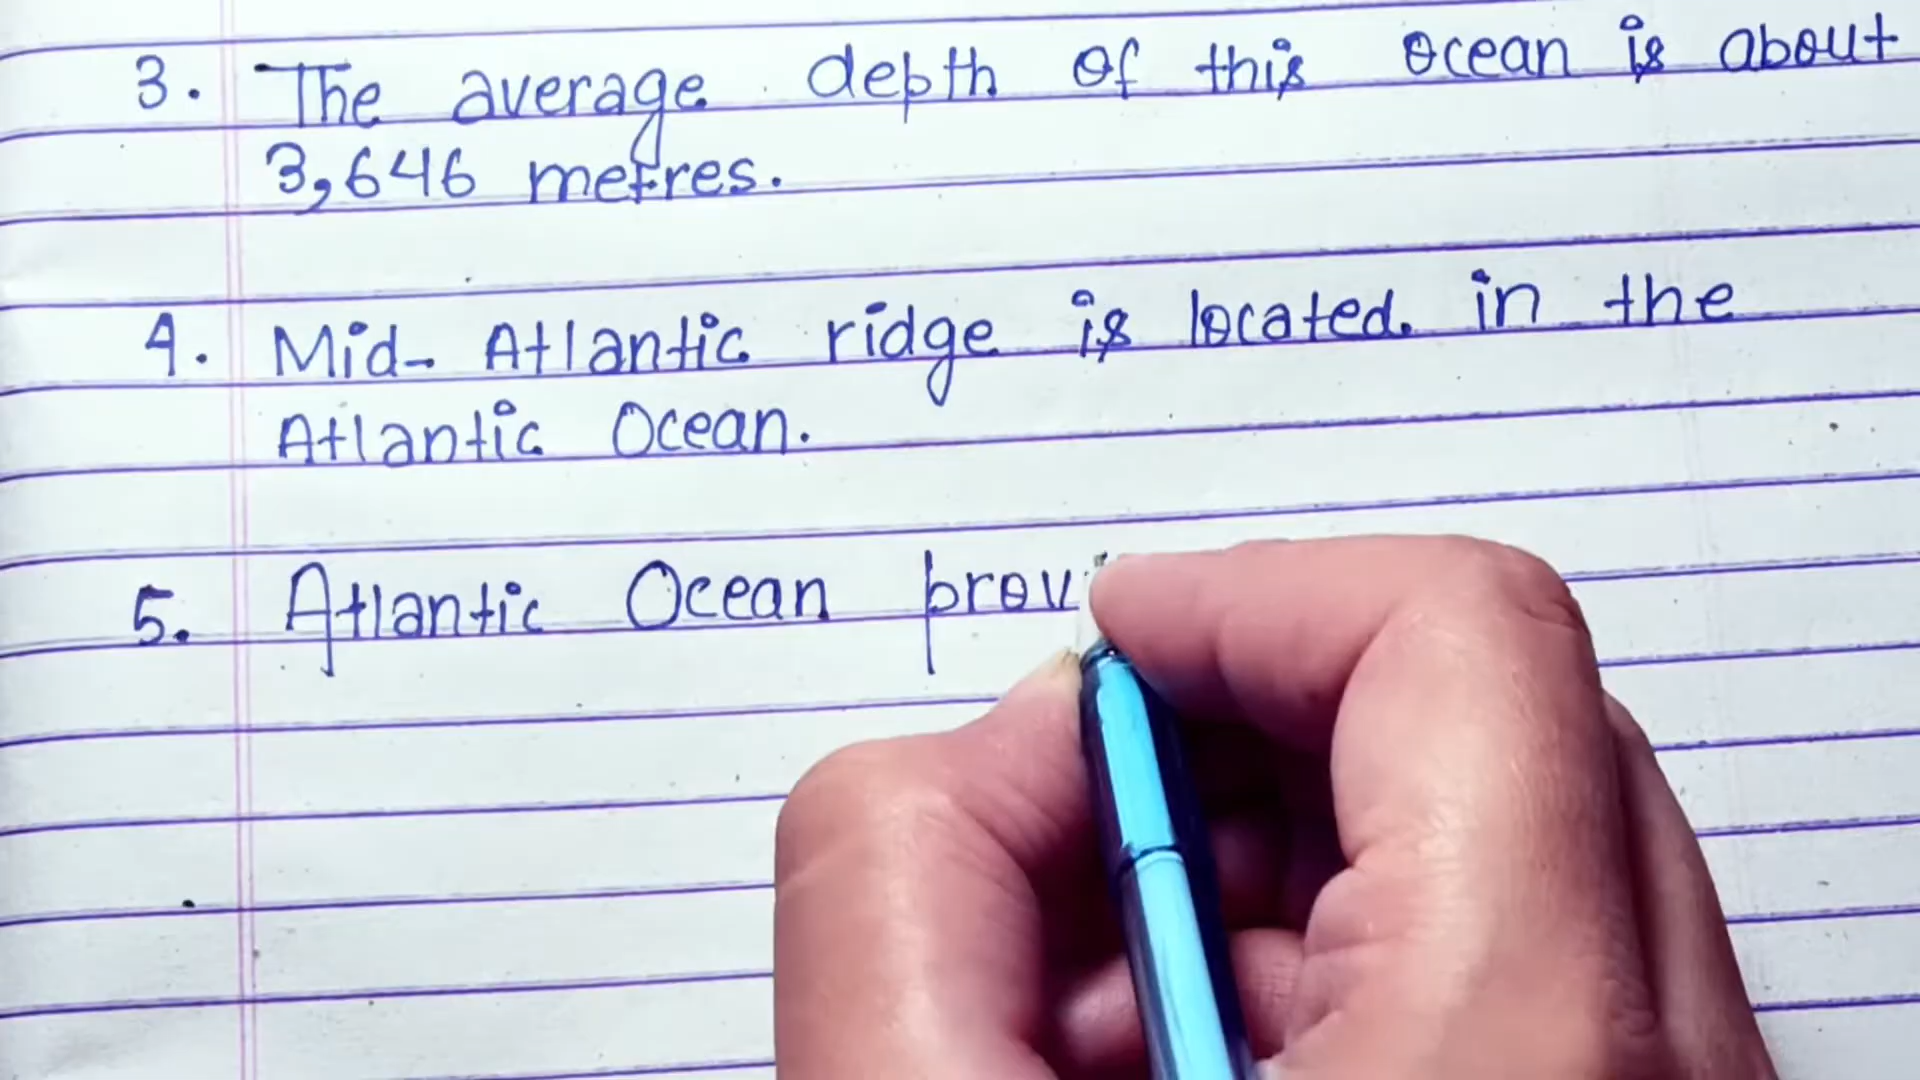 3. The average depth of this ocean is about
3,646 metres.
4. Mid- Atlantic ridge is located in the
Atlantic Ocean.
5. Atlantic Ocean prov